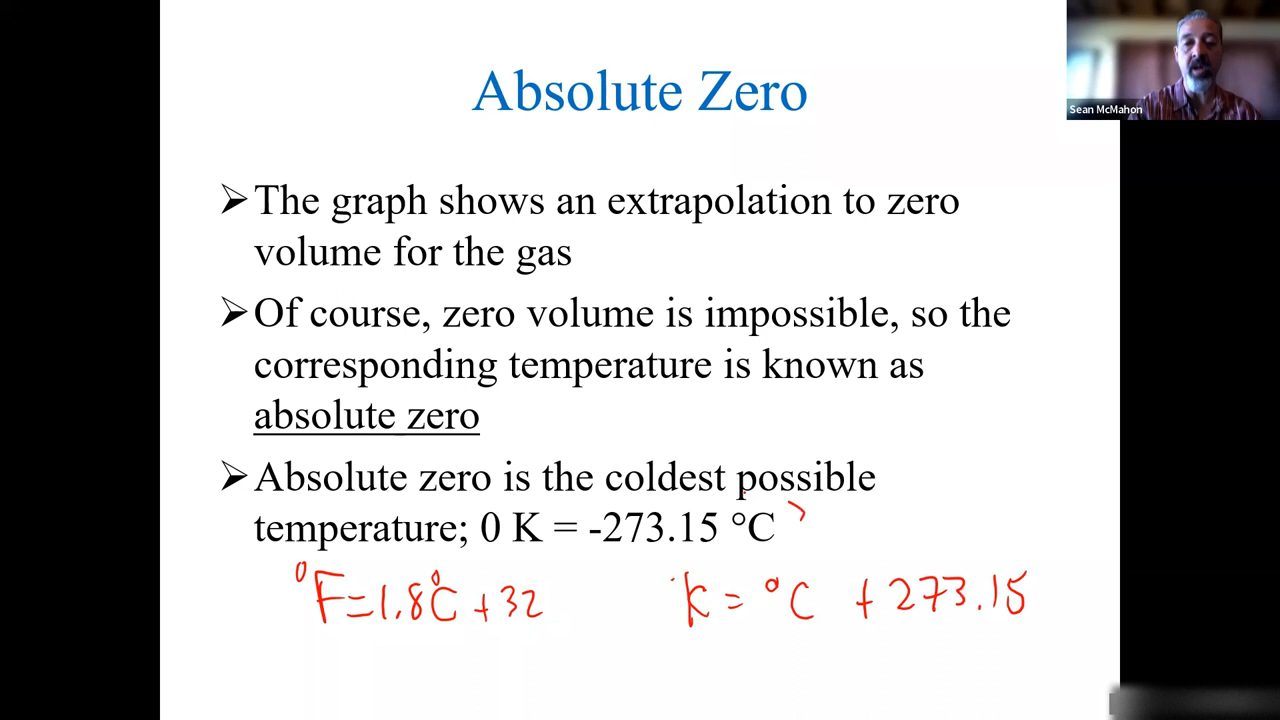 Absolute Zero
Sean McMahon
➢The graph shows an extrapolation to zero
volume for the gas
➢Of course, zero volume is impossible, so the
corresponding temperature is known as
absolute zero
➢Absolute zero is the coldest possible
temperature; 0 K = -273.15 °C
°F=1.8°C +32
K = °C + 273.15